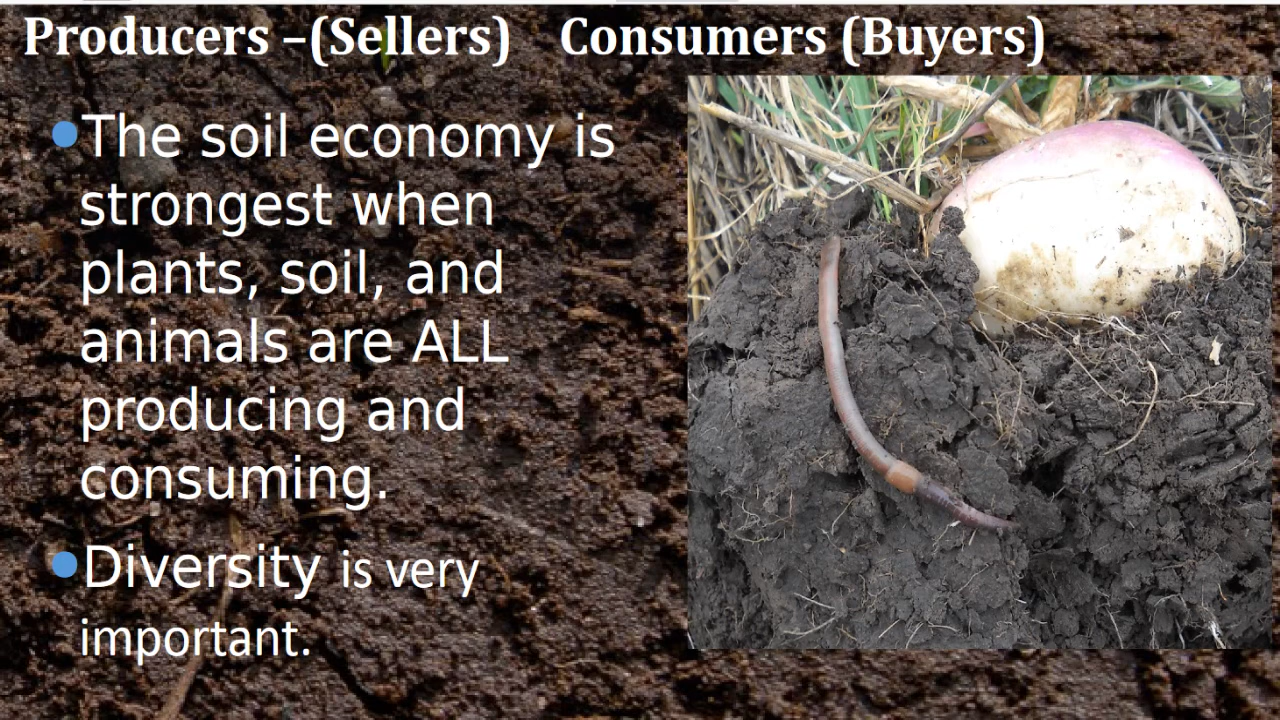 Producers –(Sellers) Consumers (Buyers)
The soil economy is
strongest when
plants, soil, and
animals are ALL
producing and
consuming.
Diversity is very
important.